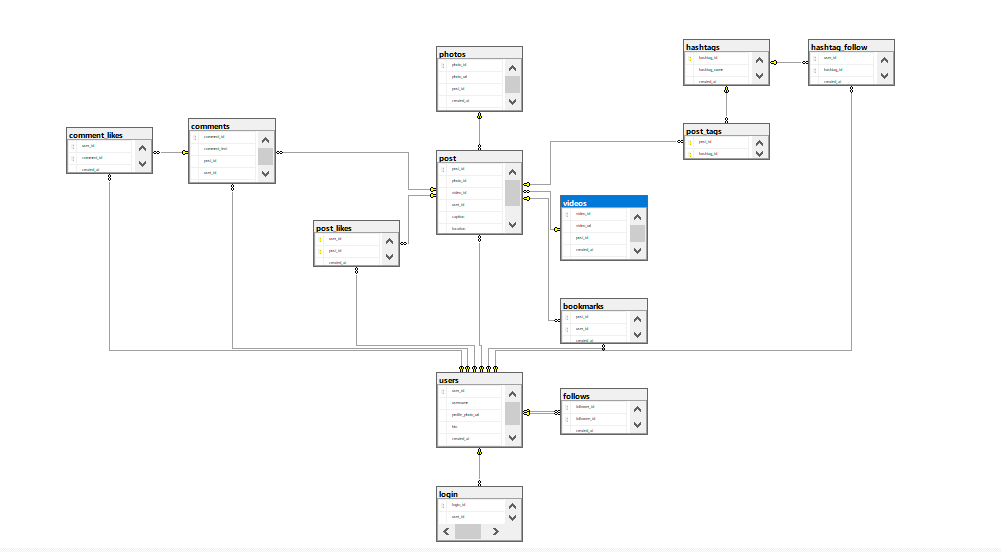 photos
photo_id
photo_url
post_id
created_at
hashtags
hashtag_id
hashtag_name
created_at
hashtag_follow
user_id
hashtag_id
created_at
comment_likes
user_id
comment_id
created_at
comments
comment_id
comment_text
post_id
user_id
post
post_id
photo_id
video_id
user_id
caption
location
post_tags
post_id
hashtag_id
videos
video_id
video_url
post_id
created_at
post_likes
user_id
post_id
created_at
bookmarks
post_id
user_id
created_at
users
user_id
username
profile_photo_url
bio
created_at
follows
follower_id
followee_id
created_at
login
login_id
user_id